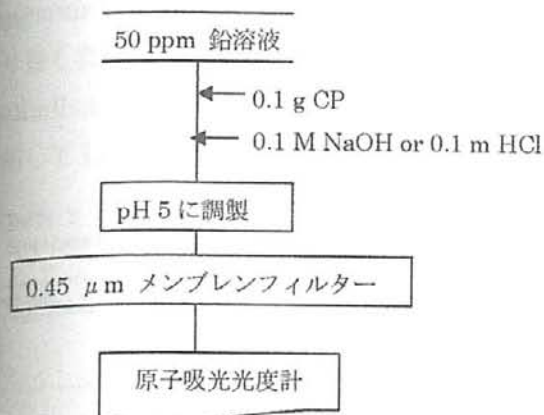 50 ppm 鉛溶液
0.1 g CP
0.1 M NaOH or 0.1 m HCl
pH 5 に調製
0.45 μm メンブレンフィルター
原子吸光光度計